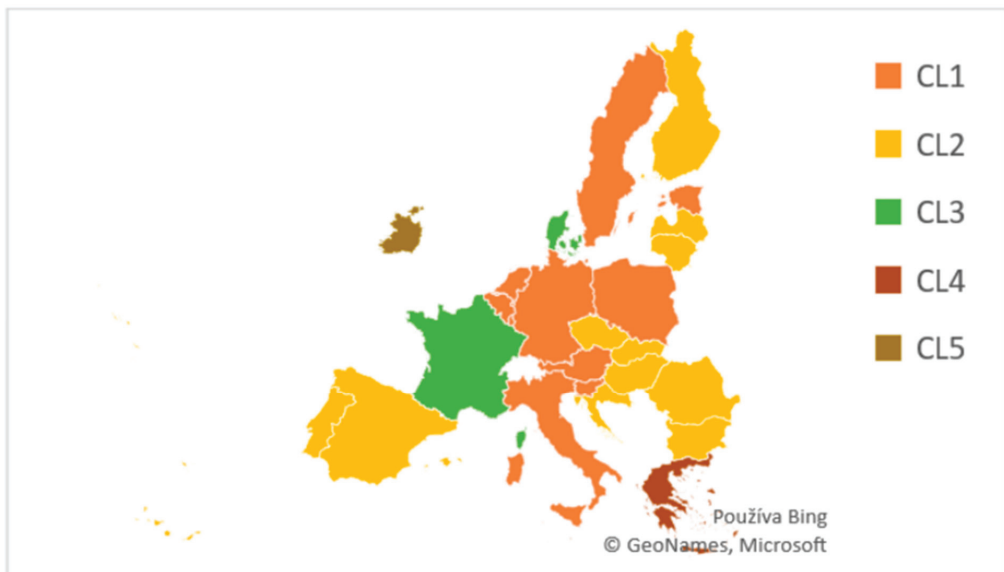 CL1
CL2
CL3
CL4
CL5
Používa Bing
© GeoNames, Microsoft